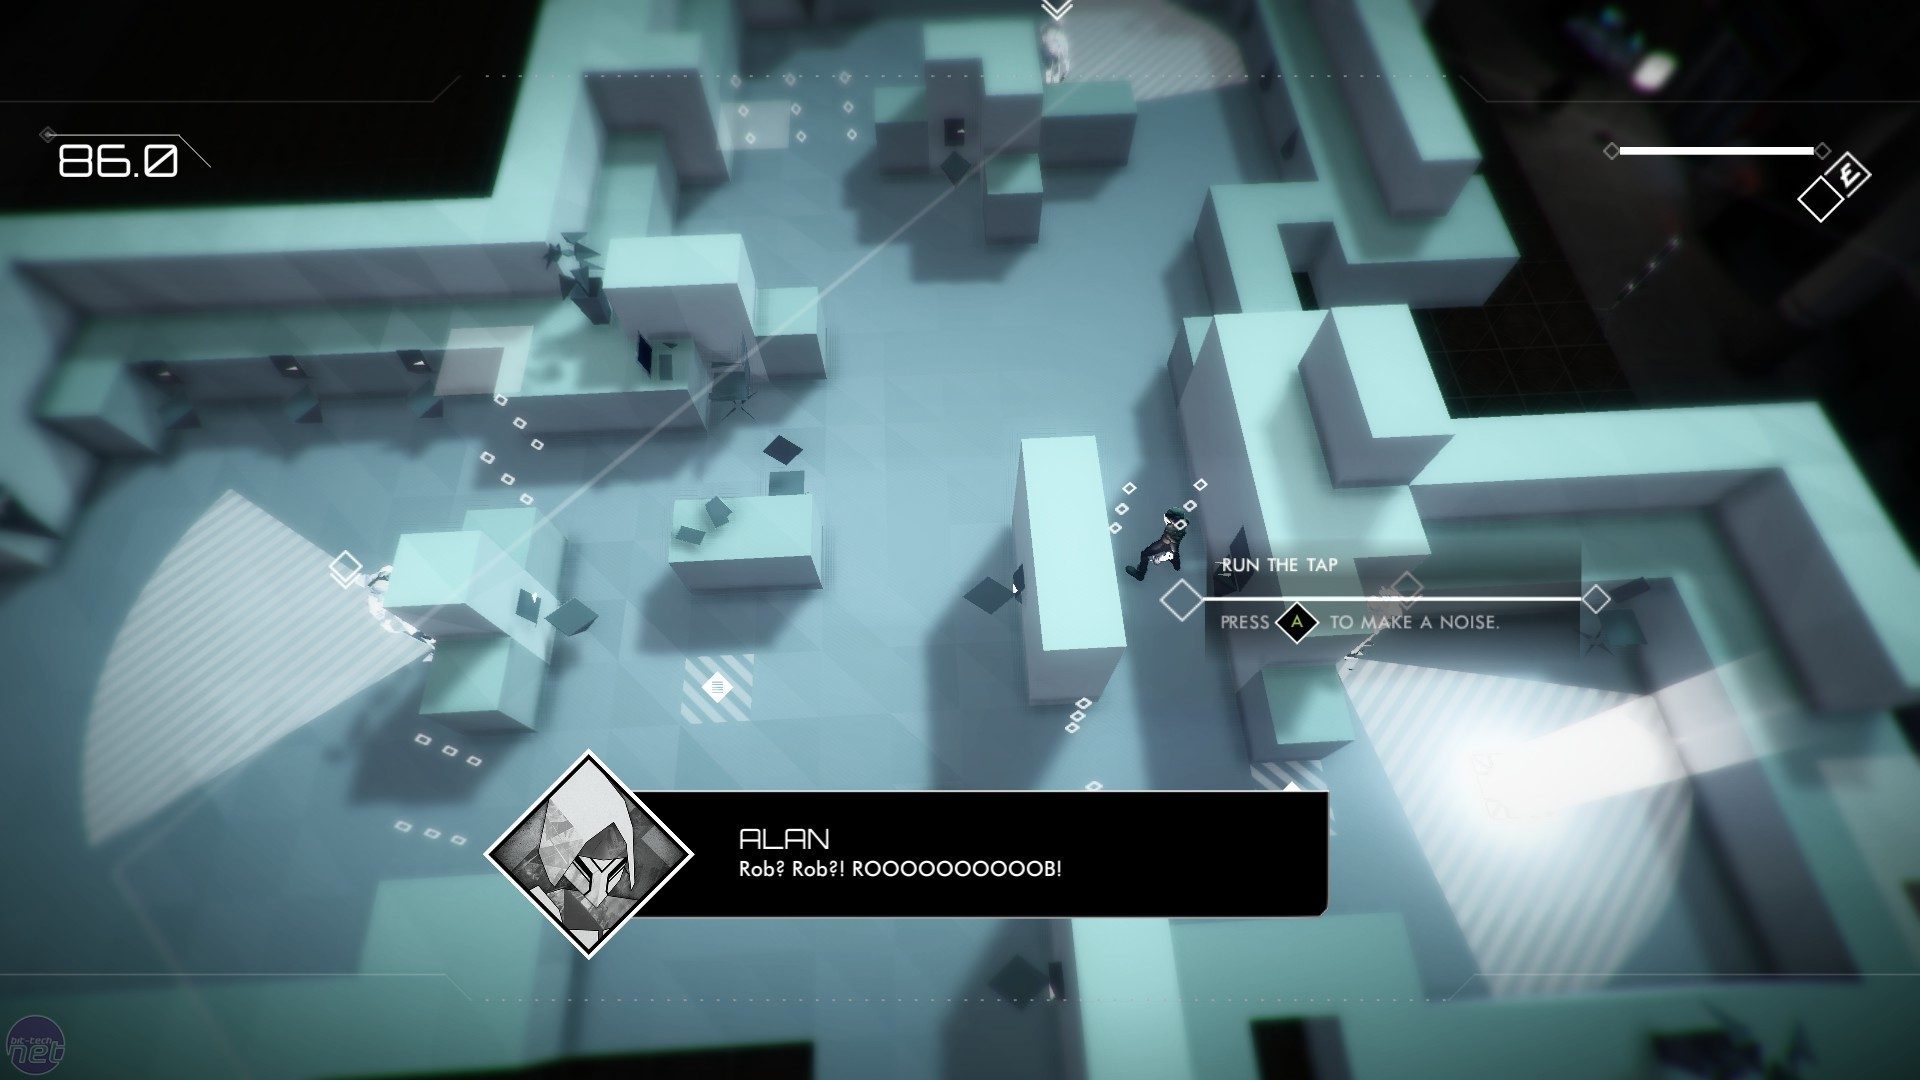 86.0
£
RUN THE TAP
PRESS A TO MAKE A NOISE.
ALAN
Rob? Rob?! ROOOOOOOOOOB!
bit-tech
net